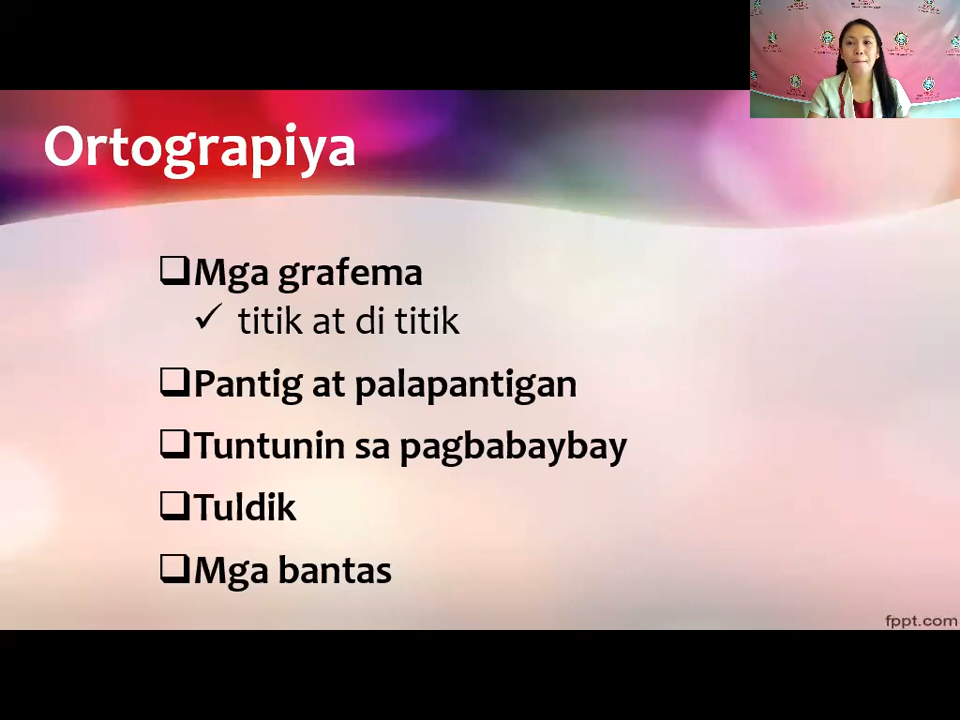 Ortograpiya
❑Mga grafema
✓ titik at di titik
❑Pantig at palapantigan
❑Tuntunin sa pagbabaybay
❑Tuldik
❑Mga bantas
fppt.com